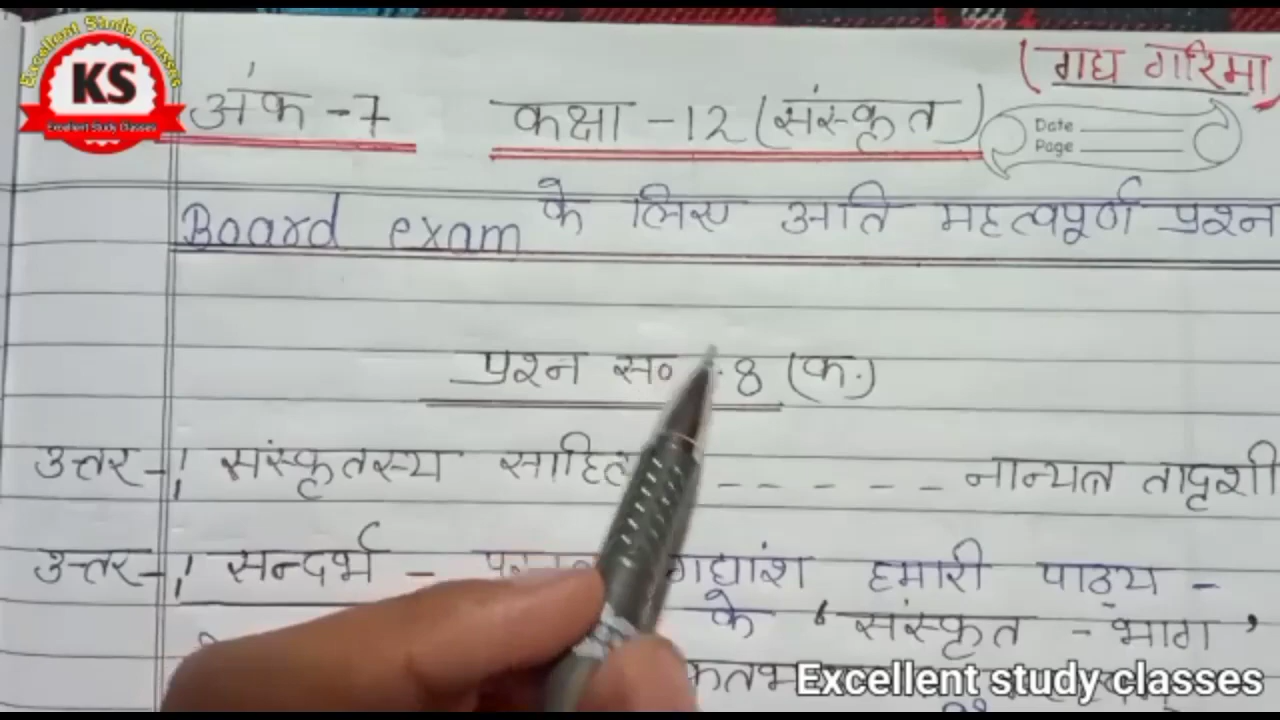 Excellent Study Classes
KS
Excellent Study Classes
(गद्य गरिमा)
अंक -7 कक्षा -12 (संस्कृत)
Date
Page
Board exam के लिए अति महत्वपूर्ण प्रश्न
प्रश्न स० 8 (क.)
उत्तर- संस्कृतस्य नान्यत्र तादृशी
उत्तर- सन्दर्भ - गद्यांश हमारी पाठ्य -
के 'संस्कृत - भाग'
Excellent study classes